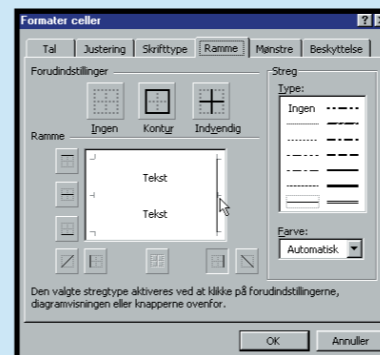 Formater celler
Tal Justering Skrifttype Ramme Mønstre Beskyttelse
Forudindstillinger
Ingen Kontur Indvendig
Ramme
Tekst
Tekst
Streg
Type:
Ingen
Farve:
Automatisk
Den valgte stregtype aktiveres ved at klikke på forudindstillingerne,
diagramvisningen eller knapperne ovenfor.
OK Annuller